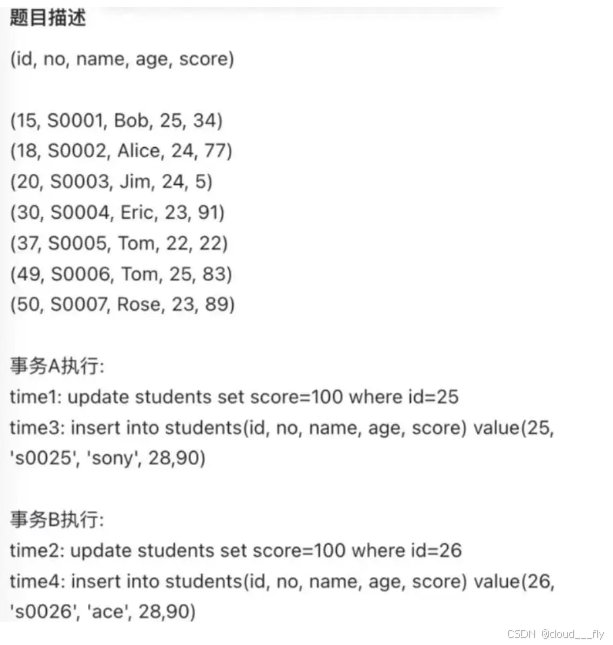 题目描述
(id, no, name, age, score)
(15, S0001, Bob, 25, 34)
(18, S0002, Alice, 24, 77)
(20, S0003, Jim, 24, 5)
(30, S0004, Eric, 23, 91)
(37, S0005, Tom, 22, 22)
(49, S0006, Tom, 25, 83)
(50, S0007, Rose, 23, 89)
事务A执行:
time1: update students set score=100 where id=25
time3: insert into students(id, no, name, age, score) value(25,
's0025', 'sony', 28,90)
事务B执行:
time2: update students set score=100 where id=26
time4: insert into students(id, no, name, age, score) value(26,
's0026', 'ace', 28,90)
CSDN @cloud___fly